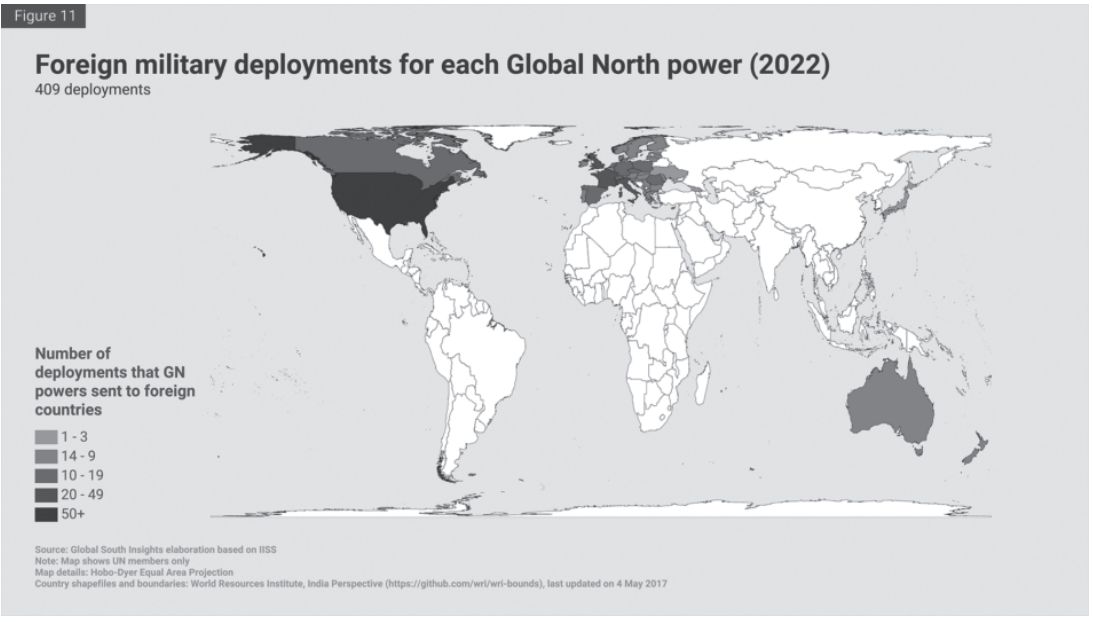 Figure 11
Foreign military deployments for each Global North power (2022)
409 deployments
Number of
deployments that GN
powers sent to foreign
countries
1 - 3
14 - 9
10 - 19
20 - 49
50+
Source: Global South Insights elaboration based on IISS
Note: Map shows UN members only
Map details: Hobo-Dyer Equal Area Projection
Country shapefiles and boundaries: World Resources Institute, India Perspective (https://github.com/wri/wri-bounds), last updated on 4 May 2017